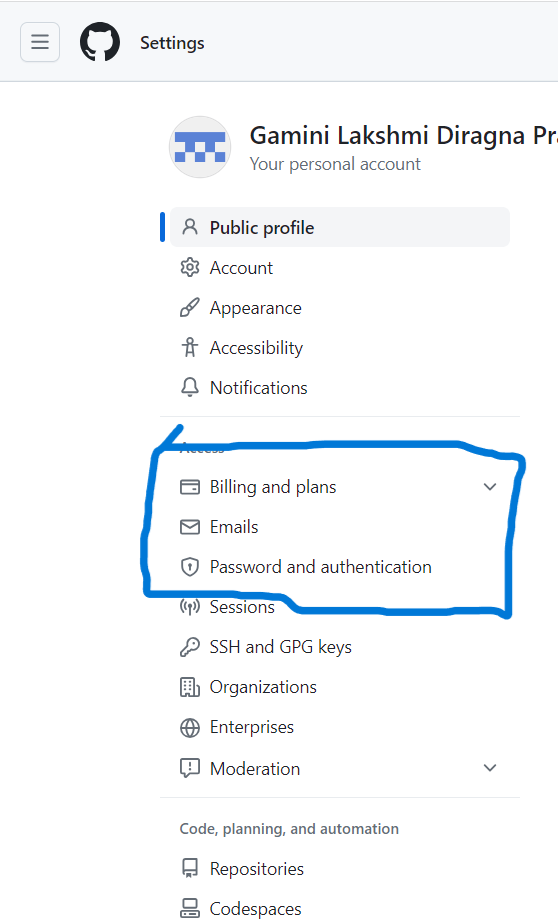 Settings
Gamini Lakshmi Diragna
Your personal account
Public profile
Account
Appearance
Accessibility
Notifications
Access
Billing and plans
Emails
Password and authentication
Sessions
SSH and GPG keys
Organizations
Enterprises
Moderation
Code, planning, and automation
Repositories
Codespaces